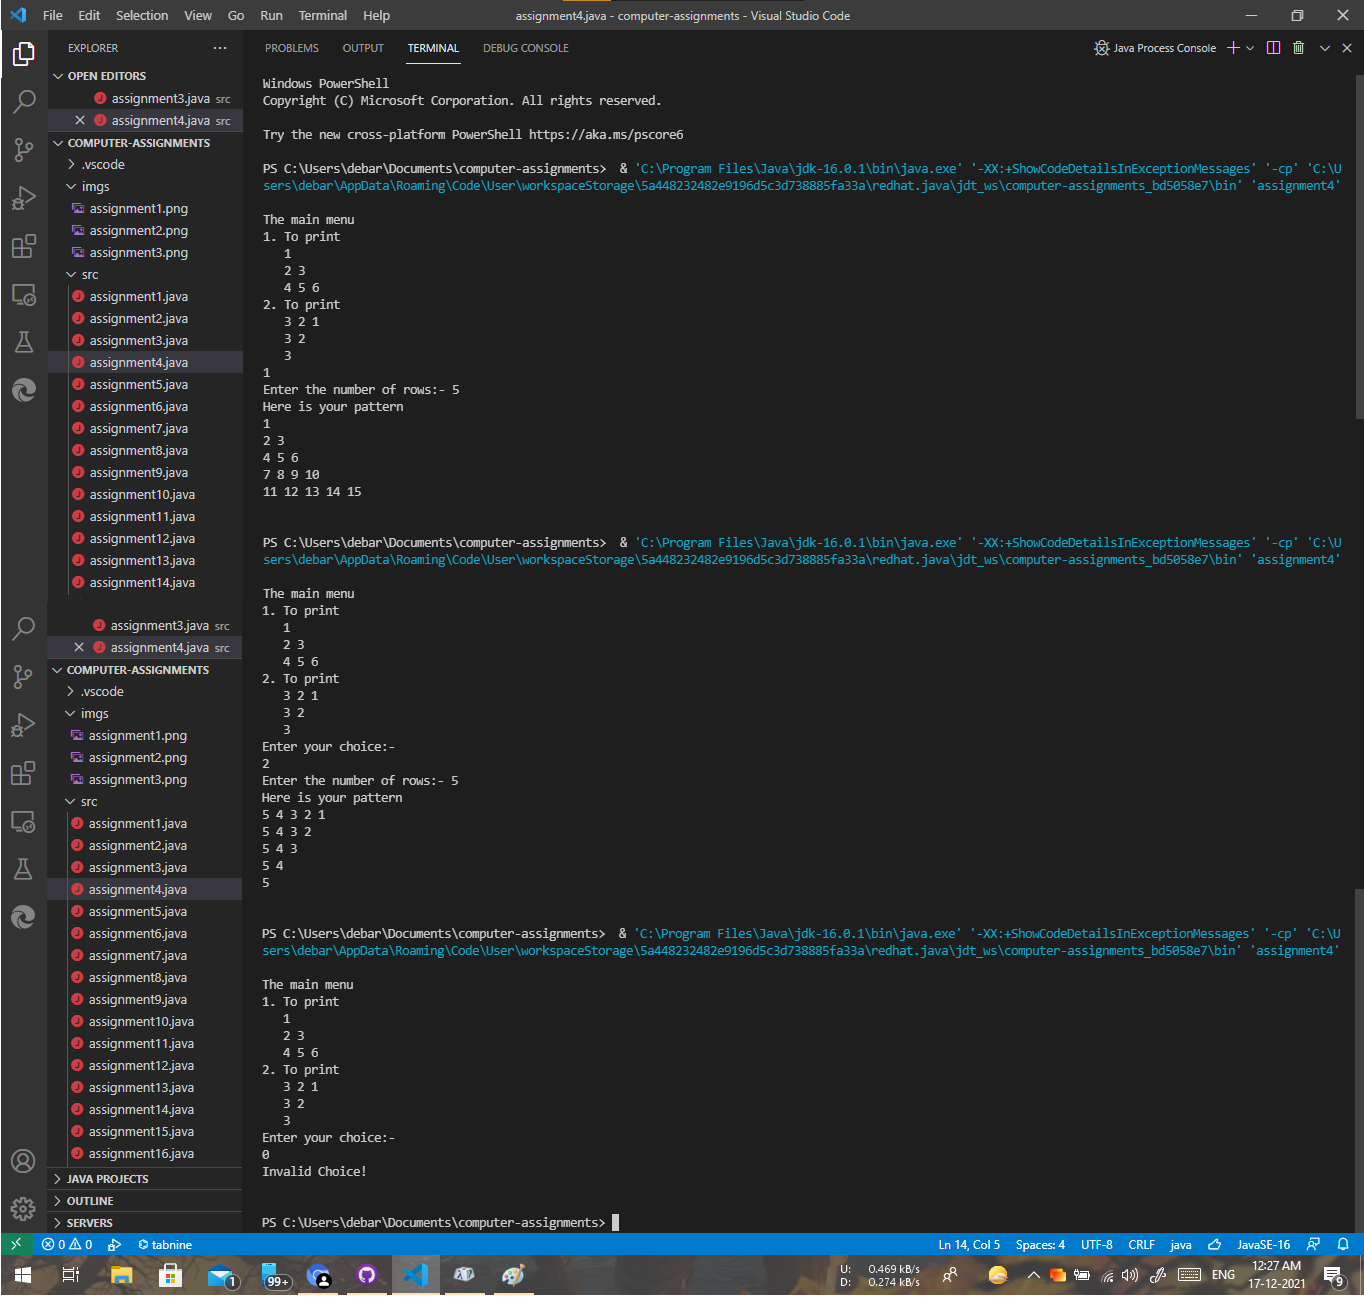 File Edit Selection View Go Run Terminal Help
assignment4.java - computer-assignments - Visual Studio Code
EXPLORER
OPEN EDITORS
assignment3.java src
assignment4.java src
COMPUTER-ASSIGNMENTS
.vscode
imgs
assignment1.png
assignment2.png
assignment3.png
src
assignment1.java
assignment2.java
assignment3.java
assignment4.java
assignment5.java
assignment6.java
assignment7.java
assignment8.java
assignment9.java
assignment10.java
assignment11.java
assignment12.java
assignment13.java
assignment14.java
assignment3.java src
assignment4.java src
COMPUTER-ASSIGNMENTS
.vscode
imgs
assignment1.png
assignment2.png
assignment3.png
src
assignment1.java
assignment2.java
assignment3.java
assignment4.java
assignment5.java
assignment6.java
assignment7.java
assignment8.java
assignment9.java
assignment10.java
assignment11.java
assignment12.java
assignment13.java
assignment14.java
assignment15.java
assignment16.java
JAVA PROJECTS
OUTLINE
SERVERS
PROBLEMS OUTPUT TERMINAL DEBUG CONSOLE
Java Process Console
Windows PowerShell
Copyright (C) Microsoft Corporation. All rights reserved.
Try the new cross-platform PowerShell https://aka.ms/pscore6
PS C:\Users\debar\Documents\computer-assignments>  & 'C:\Program Files\Java\jdk-16.0.1\bin\java.exe' '-XX:+ShowCodeDetailsInExceptionMessages' '-cp' 'C:\U
sers\debar\AppData\Roaming\Code\User\workspaceStorage\5a448232482e9196d5c3d738885fa33a\redhat.java\jdt_ws\computer-assignments_bd5058e7\bin' 'assignment4'
The main menu
1. To print
1
2 3
4 5 6
2. To print
3 2 1
3 2
3
1
Enter the number of rows:- 5
Here is your pattern
1
2 3
4 5 6
7 8 9 10
11 12 13 14 15
PS C:\Users\debar\Documents\computer-assignments>  & 'C:\Program Files\Java\jdk-16.0.1\bin\java.exe' '-XX:+ShowCodeDetailsInExceptionMessages' '-cp' 'C:\U
sers\debar\AppData\Roaming\Code\User\workspaceStorage\5a448232482e9196d5c3d738885fa33a\redhat.java\jdt_ws\computer-assignments_bd5058e7\bin' 'assignment4'
The main menu
1. To print
1
2 3
4 5 6
2. To print
3 2 1
3 2
3
Enter your choice:-
2
Enter the number of rows:- 5
Here is your pattern
5 4 3 2 1
5 4 3 2
5 4 3
5 4
5
PS C:\Users\debar\Documents\computer-assignments>  & 'C:\Program Files\Java\jdk-16.0.1\bin\java.exe' '-XX:+ShowCodeDetailsInExceptionMessages' '-cp' 'C:\U
sers\debar\AppData\Roaming\Code\User\workspaceStorage\5a448232482e9196d5c3d738885fa33a\redhat.java\jdt_ws\computer-assignments_bd5058e7\bin' 'assignment4'
The main menu
1. To print
1
2 3
4 5 6
2. To print
3 2 1
3 2
3
Enter your choice:-
0
Invalid Choice!
PS C:\Users\debar\Documents\computer-assignments>
0 0 tabnine Ln 14, Col 5 Spaces: 4 UTF-8 CRLF java JavaSE-16
1 99+ U: 0.469 kB/s ENG 12:27 AM
D: 0.274 kB/s 17-12-2021 9